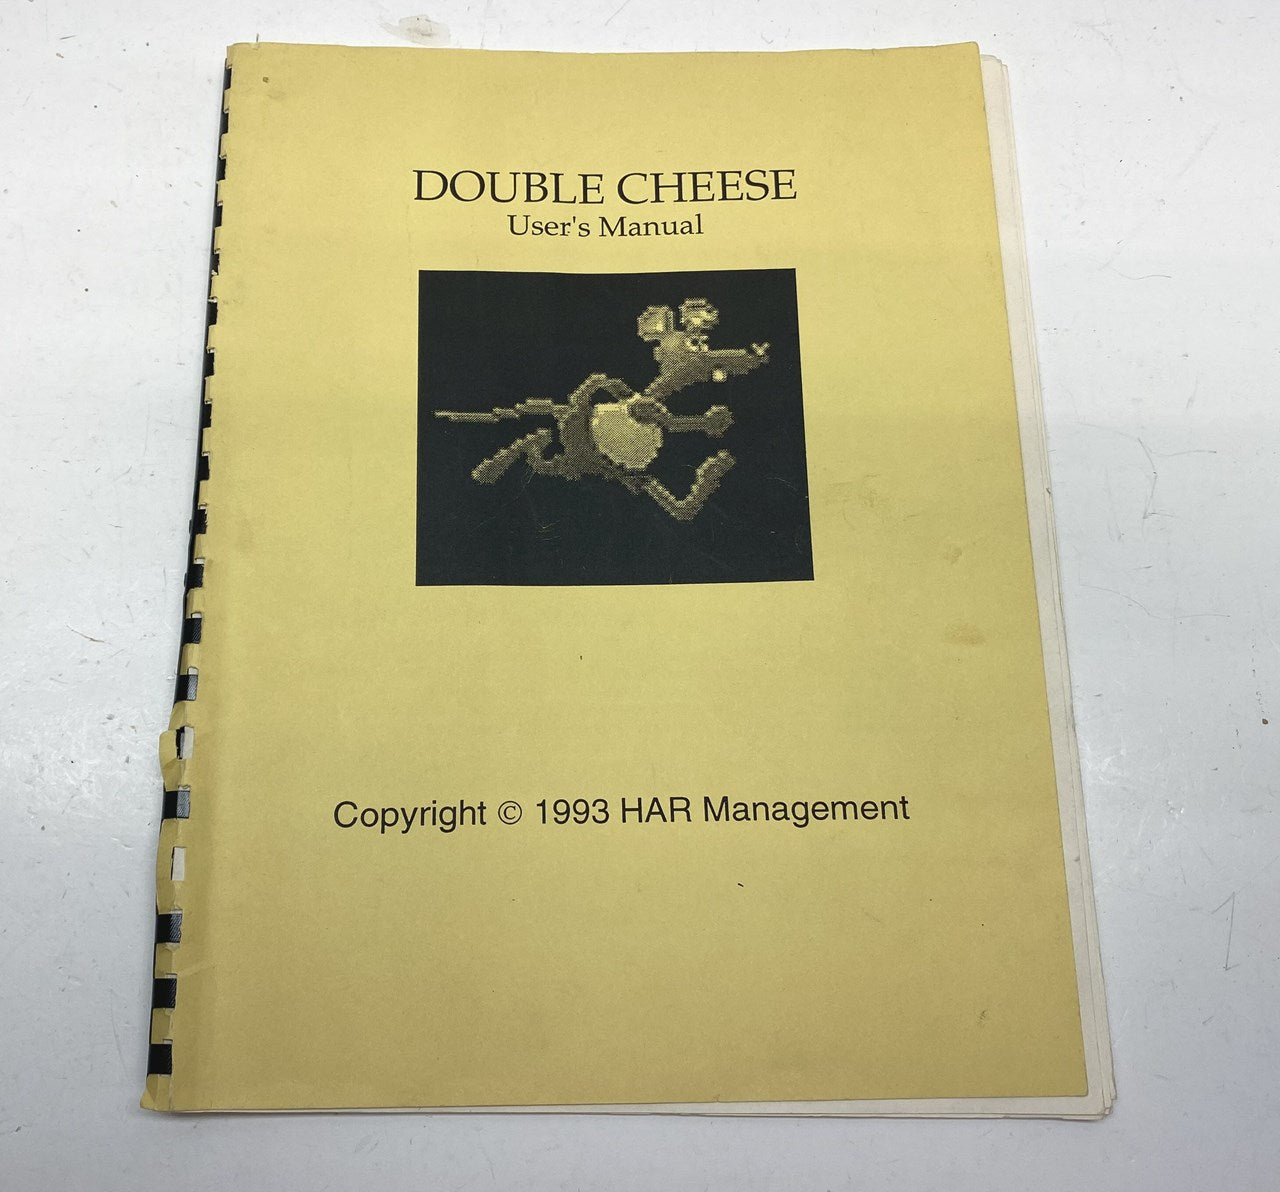 DOUBLE CHEESE
User's Manual
Copyright © 1993 HAR Management